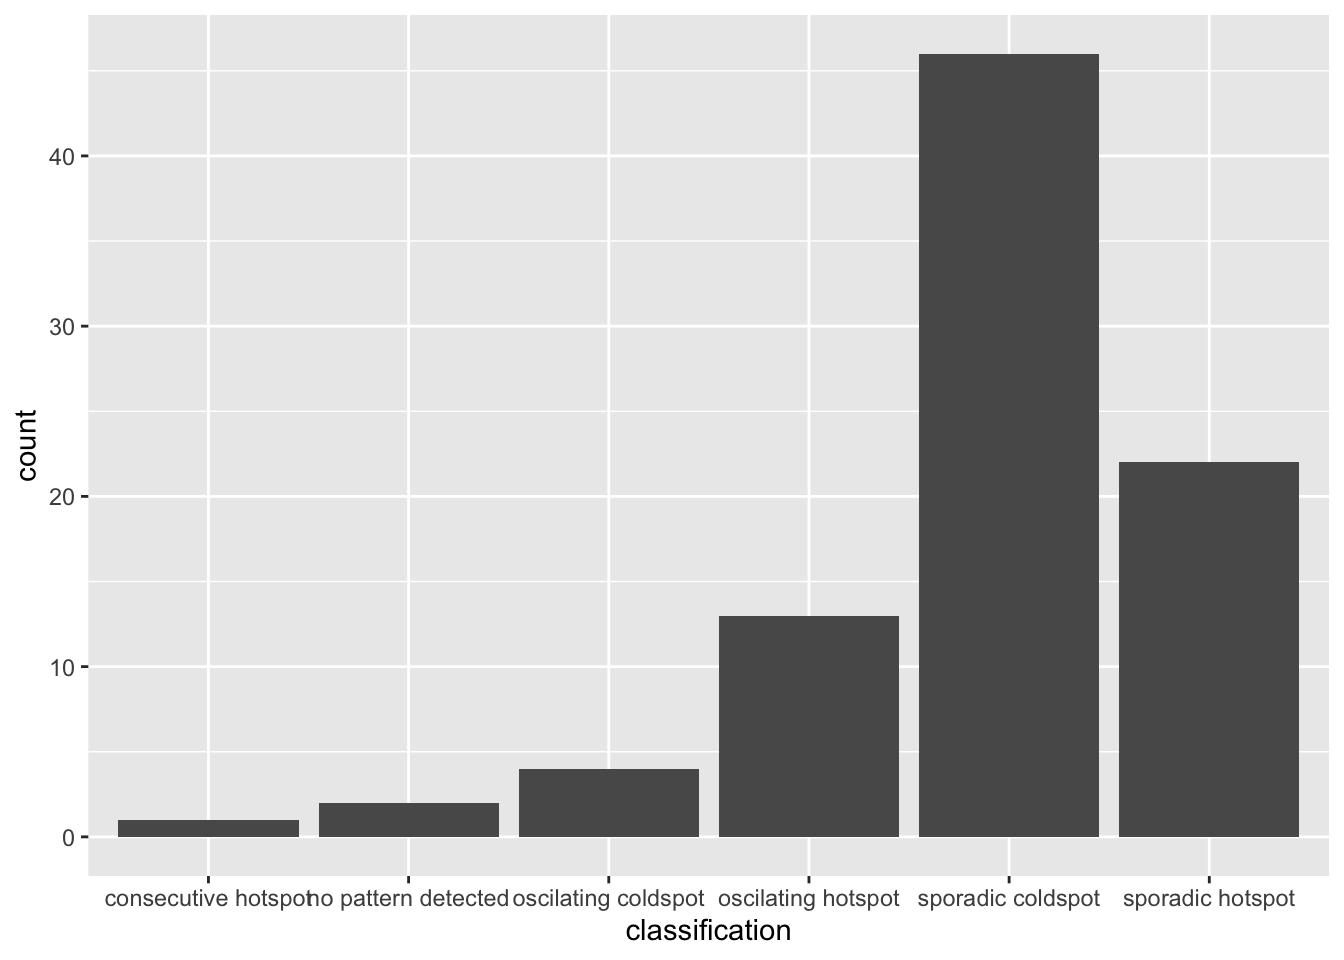 count
40
30
20
10
0
consecutive hotspot
no pattern detected
oscilating coldspot
oscilating hotspot
sporadic coldspot
sporadic hotspot
classification